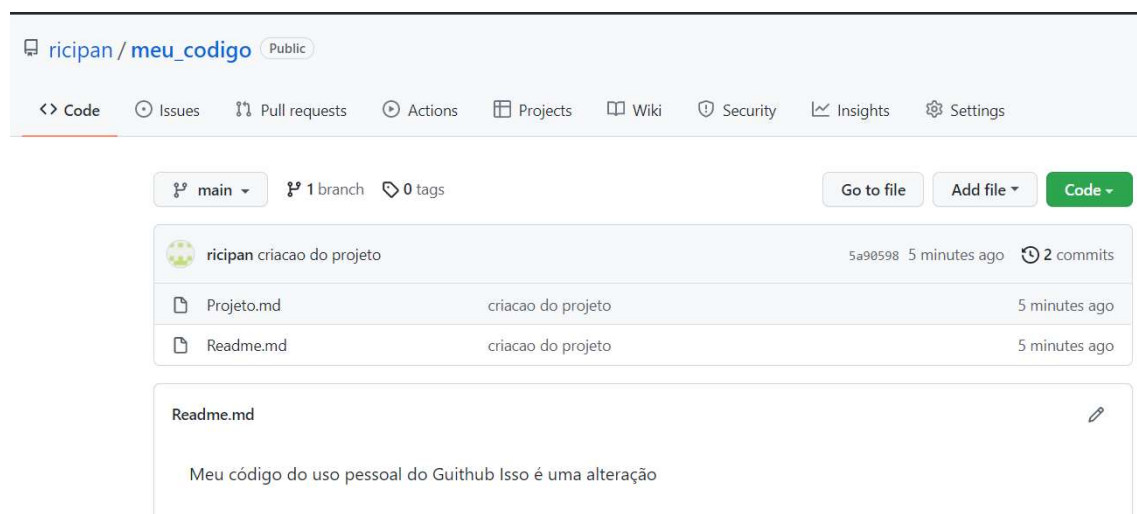 ricipan / meu_codigo Public
Code Issues Pull requests Actions Projects Wiki Security Insights Settings
main 1 branch 0 tags Go to file Add file Code
ricipan criacao do projeto 5a90598 5 minutes ago 2 commits
Projeto.md criacao do projeto 5 minutes ago
Readme.md criacao do projeto 5 minutes ago
Readme.md
Meu código do uso pessoal do Guithub Isso é uma alteração